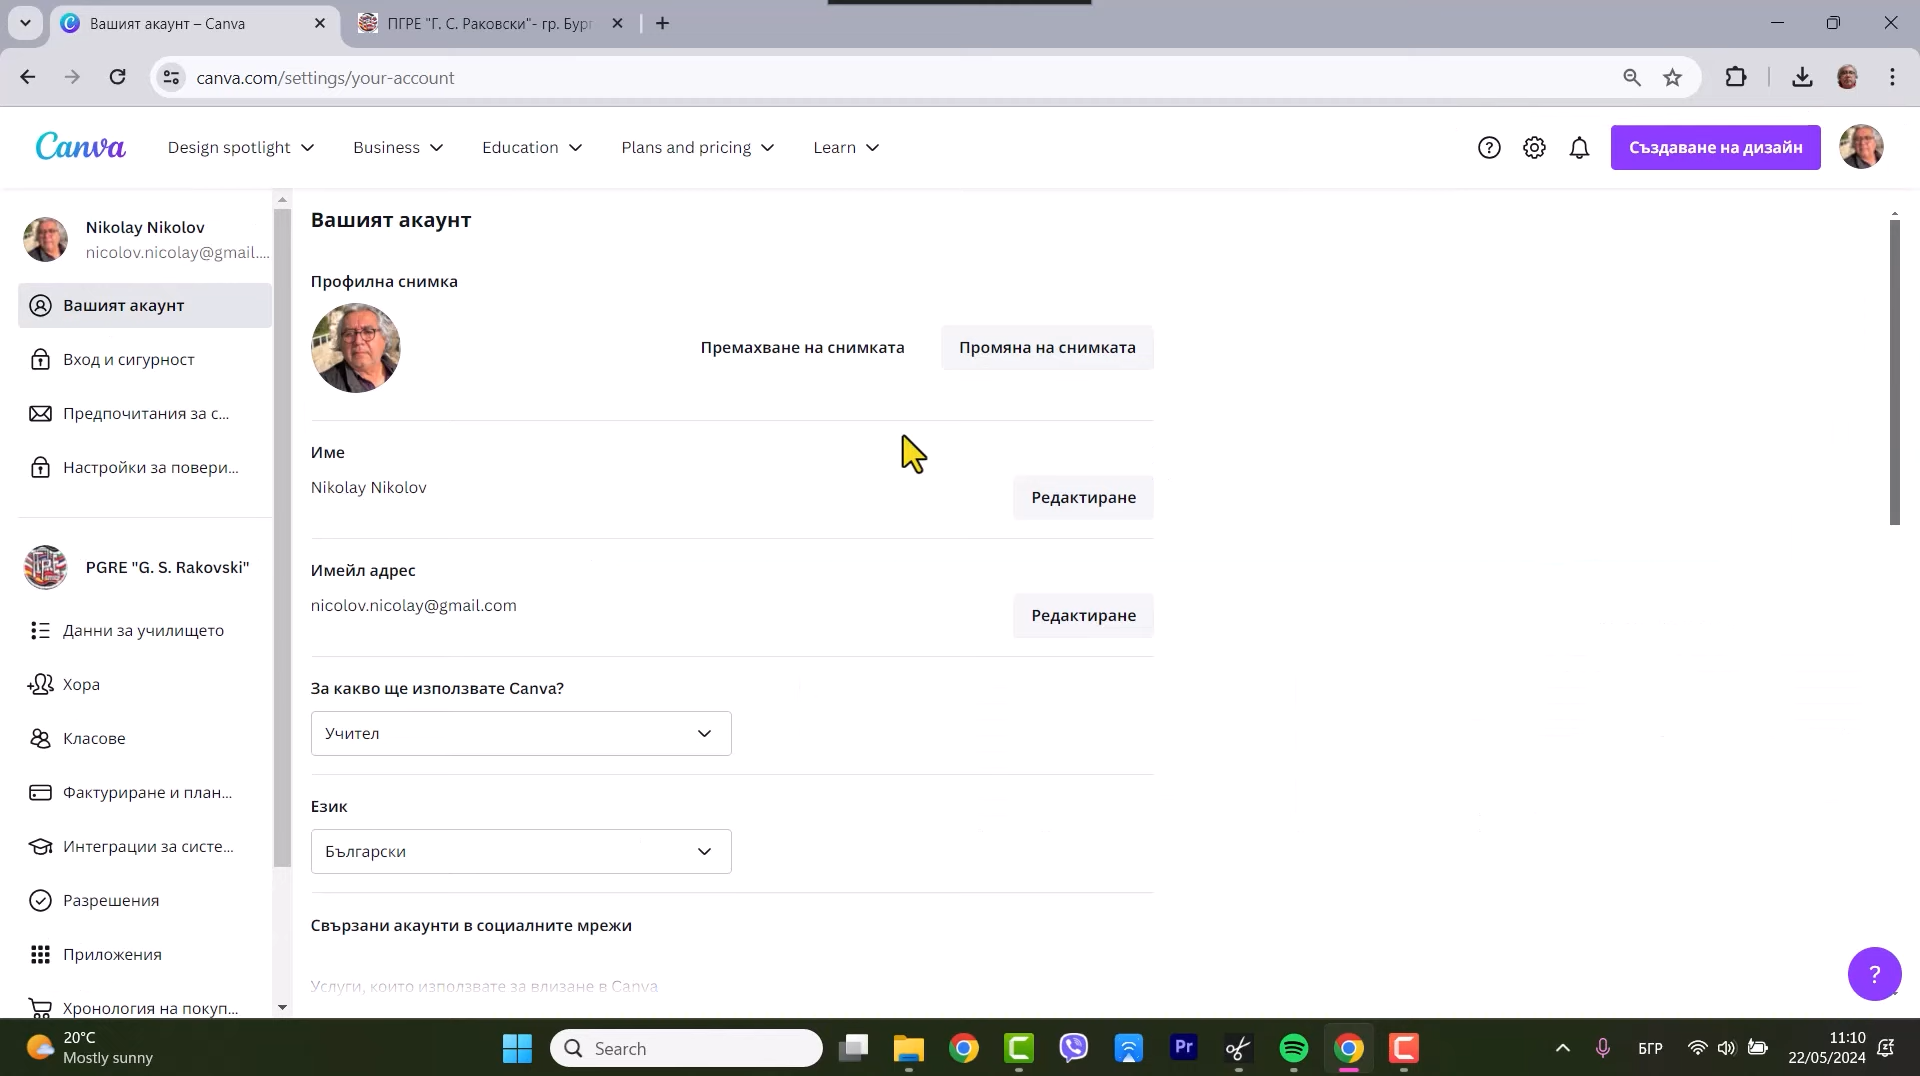 Вашият акаунт – Canva
ПГРЕ "Г. С. Раковски"- гр. Бург
canva.com/settings/your-account
Canva
Design spotlight
Business
Education
Plans and pricing
Learn
Създаване на дизайн
Nikolay Nikolov
nicolov.nicolay@gmail....
Вашият акаунт
Вход и сигурност
Предпочитания за с...
Настройки за повери...
PGRE "G. S. Rakovski"
Данни за училището
Хора
Класове
Фактуриране и план...
Интеграции за систе...
Разрешения
Приложения
Хронология на покуп...
Вашият акаунт
Профилна снимка
Премахване на снимката
Промяна на снимката
Име
Nikolay Nikolov
Редактиране
Имейл адрес
nicolov.nicolay@gmail.com
Редактиране
За какво ще използвате Canva?
Учител
Език
Български
Свързани акаунти в социалните мрежи
Услуги, които използвате за влизане в Canva
?
20°C
Mostly sunny
Search
Pr
БГР
11:10
22/05/2024